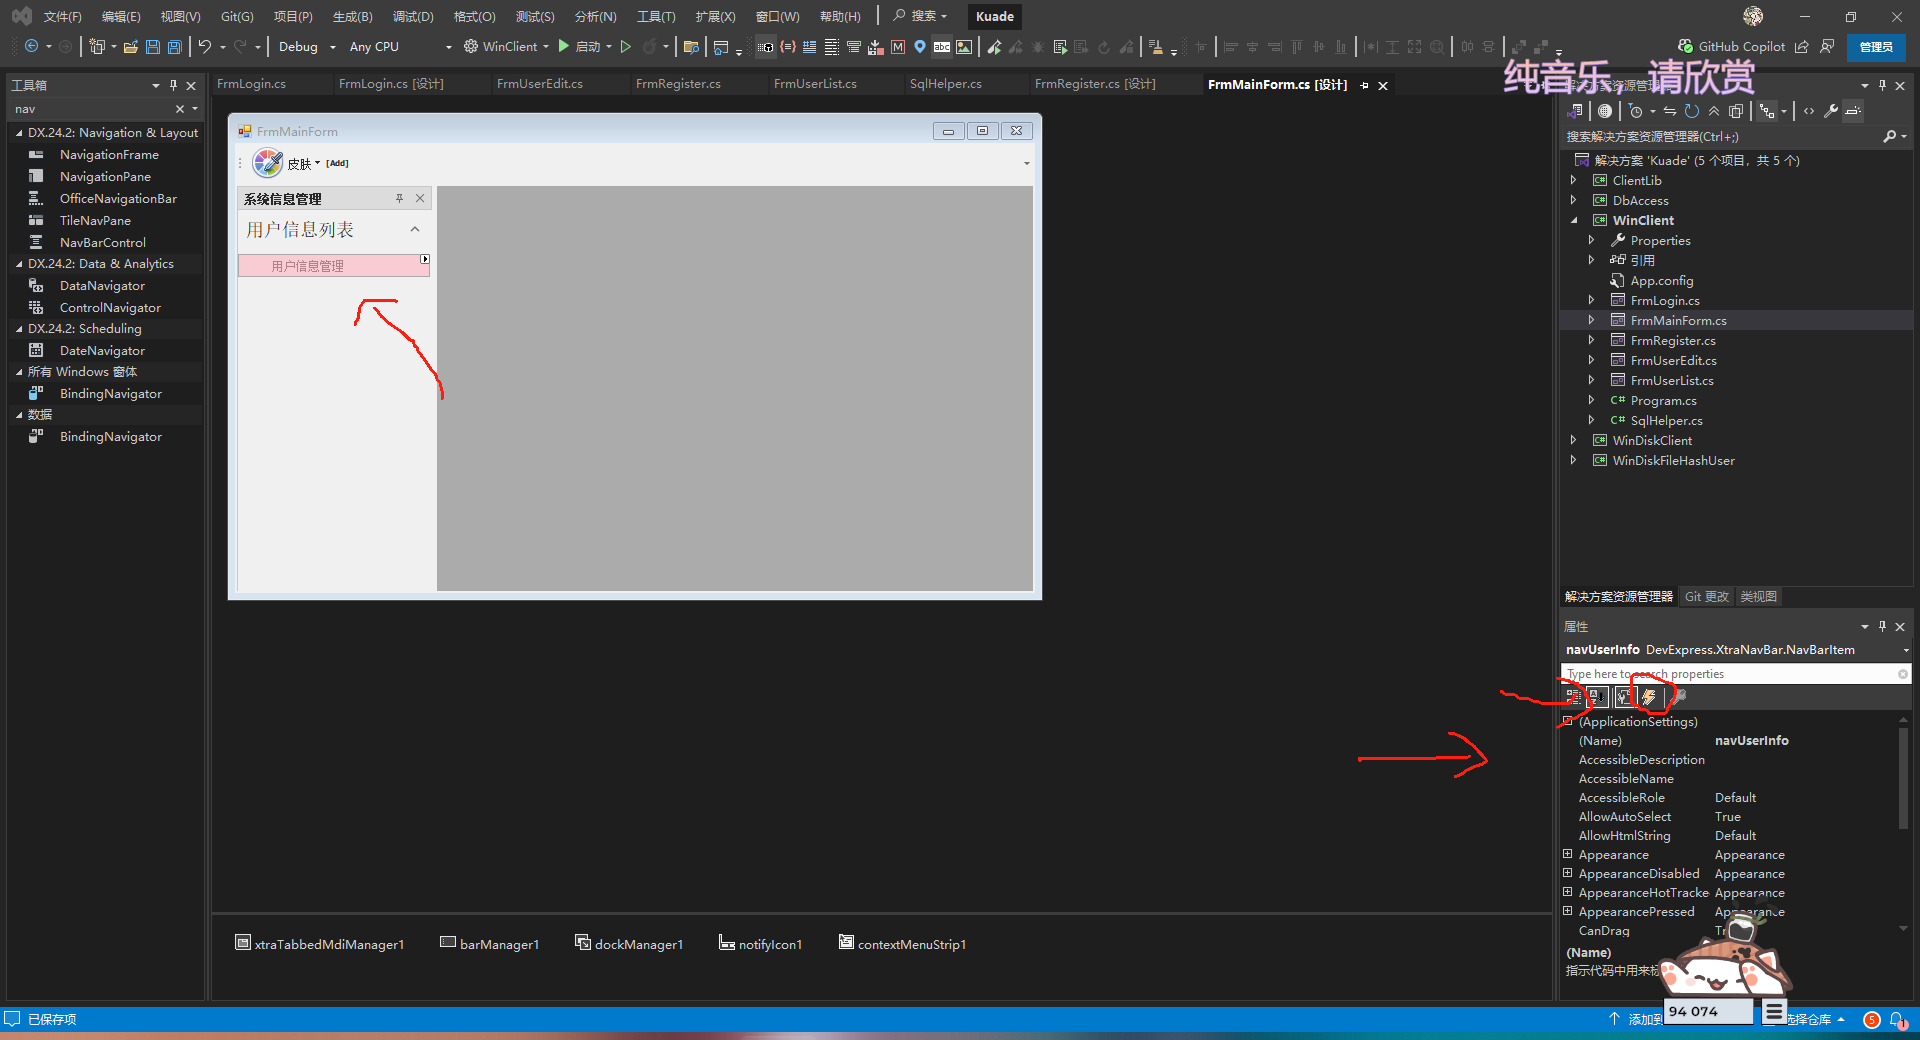 文件(F) 编辑(E) 视图(V) Git(G) 项目(P) 生成(B) 调试(D) 格式(O) 测试(S) 分析(N) 工具(T) 扩展(X) 窗口(W) 帮助(H) 搜索 Kuade
Debug Any CPU WinClient 启动 GitHub Copilot 管理员
纯音乐，请欣赏
工具箱
nav
DX.24.2: Navigation & Layout
NavigationFrame
NavigationPane
OfficeNavigationBar
TileNavPane
NavBarControl
DX.24.2: Data & Analytics
DataNavigator
ControlNavigator
DX.24.2: Scheduling
DateNavigator
所有 Windows 窗体
BindingNavigator
数据
BindingNavigator
FrmLogin.cs FrmLogin.cs [设计] FrmUserEdit.cs FrmRegister.cs FrmUserList.cs SqlHelper.cs FrmRegister.cs [设计] FrmMainForm.cs [设计]
FrmMainForm
皮肤 [Add]
系统信息管理
用户信息列表
用户信息管理
xtraTabbedMdiManager1 barManager1 dockManager1 notifyIcon1 contextMenuStrip1
搜索解决方案资源管理器(Ctrl+;)
解决方案 'Kuade' (5 个项目，共 5 个)
ClientLib
DbAccess
WinClient
Properties
引用
App.config
FrmLogin.cs
FrmMainForm.cs
FrmRegister.cs
FrmUserEdit.cs
FrmUserList.cs
Program.cs
SqlHelper.cs
WinDiskClient
WinDiskFileHashUser
解决方案资源管理器 Git 更改 类视图
属性
navUserInfo DevExpress.XtraNavBar.NavBarItem
Type here to search properties
(ApplicationSettings)
(Name) navUserInfo
AccessibleDescription
AccessibleName
AccessibleRole Default
AllowAutoSelect True
AllowHtmlString Default
Appearance Appearance
AppearanceDisabled Appearance
AppearanceHotTracke Appearance
AppearancePressed Appearance
CanDrag
(Name)
指示代码中用来
94 074
已保存项 添加到 选择仓库 5 1